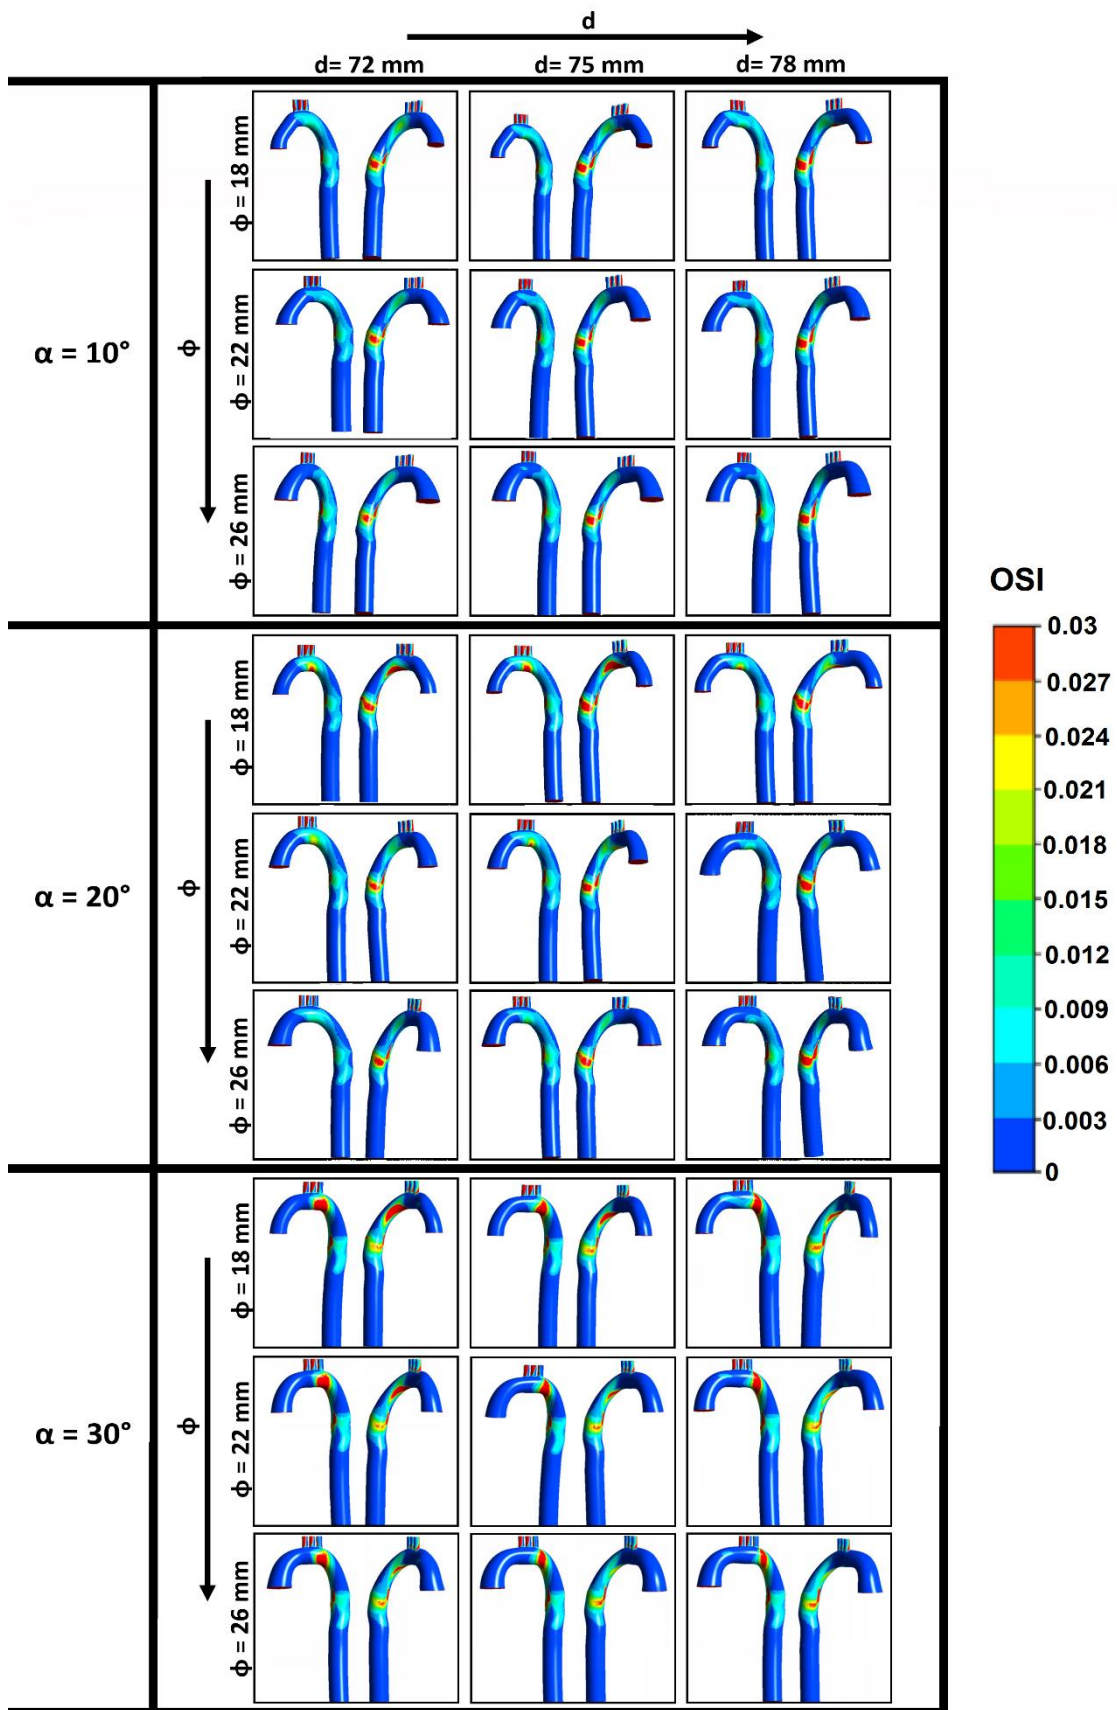 d
d= 72 mm
d= 75 mm
d= 78 mm
α = 10°
ϕ
ϕ = 18 mm
ϕ = 22 mm
ϕ = 26 mm
α = 20°
ϕ
ϕ = 18 mm
ϕ = 22 mm
ϕ = 26 mm
α = 30°
ϕ
ϕ = 18 mm
ϕ = 22 mm
ϕ = 26 mm
OSI
0.03
0.027
0.024
0.021
0.018
0.015
0.012
0.009
0.006
0.003
0